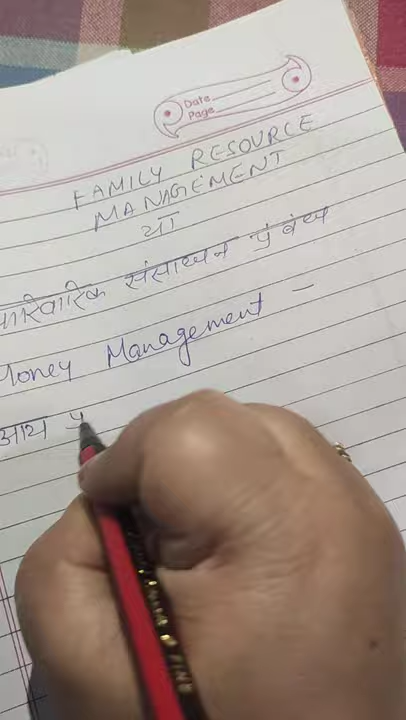 Date
Page
FAMILY RESOURCE
MANAGEMENT
या
पारिवारिक संसाधन प्रबंध
Money Management -
आय